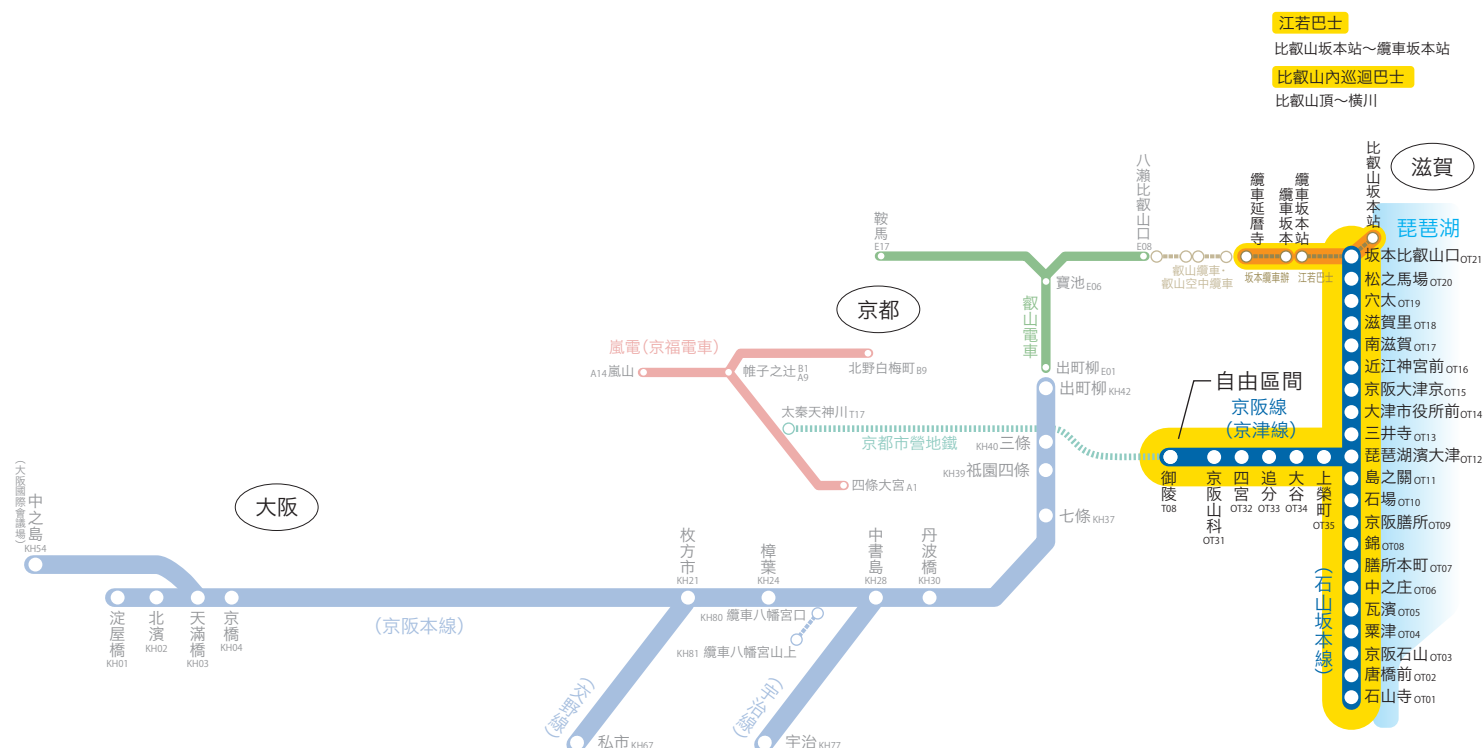 江若巴士
比叡山坂本站～纜車坂本站
比叡山內巡迴巴士
比叡山頂～橫川
滋賀
琵琶湖
比叡山坂本站
纜車坂本站
纜車坂本
纜車延曆寺
坂本纜車辦
江若巴士
八瀨比叡山口
E08
叡山纜車・
叡山空中纜車
鞍馬
E17
寶池 E06
叡山電車
出町柳 E01
出町柳 KH42
京都
嵐電（京福電車）
A14 嵐山
帷子之辻 B1 A9
北野白梅町 B9
太秦天神川 T17
京都市營地鐵
四條大宮 A1
KH40 三條
KH39 祇園四條
七條 KH37
自由區間
京阪線
（京津線）
御陵
T08
京阪山科
OT31
四宮
OT32
追分
OT33
大谷
OT34
上榮町
OT35
坂本比叡山口 OT21
松之馬場 OT20
穴太 OT19
滋賀里 OT18
南滋賀 OT17
近江神宮前 OT16
京阪大津京 OT15
大津市役所前 OT14
三井寺 OT13
琵琶湖濱大津 OT12
島之關 OT11
石場 OT10
京阪膳所 OT09
錦 OT08
膳所本町 OT07
中之庄 OT06
瓦濱 OT05
粟津 OT04
京阪石山 OT03
唐橋前 OT02
石山寺 OT01
（石山坂本線）
大阪
（大阪國際會議場）
中之島
KH54
淀屋橋
KH01
北濱
KH02
天滿橋
KH03
京橋
KH04
（京阪本線）
枚方市
KH21
樟葉
KH24
中書島
KH28
丹波橋
KH30
KH80 纜車八幡宮口
KH81 纜車八幡宮山上
（交野線）
私市 KH67
（宇治線）
宇治 KH77